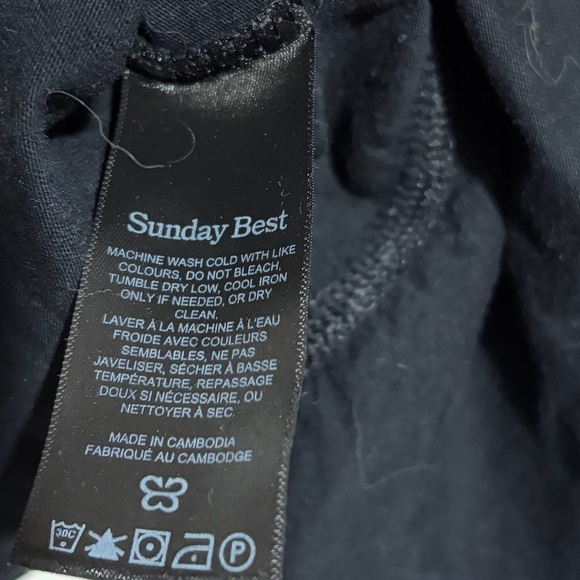 Sunday Best
MACHINE WASH COLD WITH LIKE
COLOURS, DO NOT BLEACH,
TUMBLE DRY LOW, COOL IRON
ONLY IF NEEDED, OR DRY
CLEAN.
LAVER À LA MACHINE À L'EAU
FROIDE AVEC COULEURS
SEMBLABLES, NE PAS
JAVELISER, SÉCHER À BASSE
TEMPÉRATURE, REPASSAGE
DOUX SI NÉCESSAIRE, OU
NETTOYER À SEC.
MADE IN CAMBODIA
FABRIQUÉ AU CAMBODGE
30C P